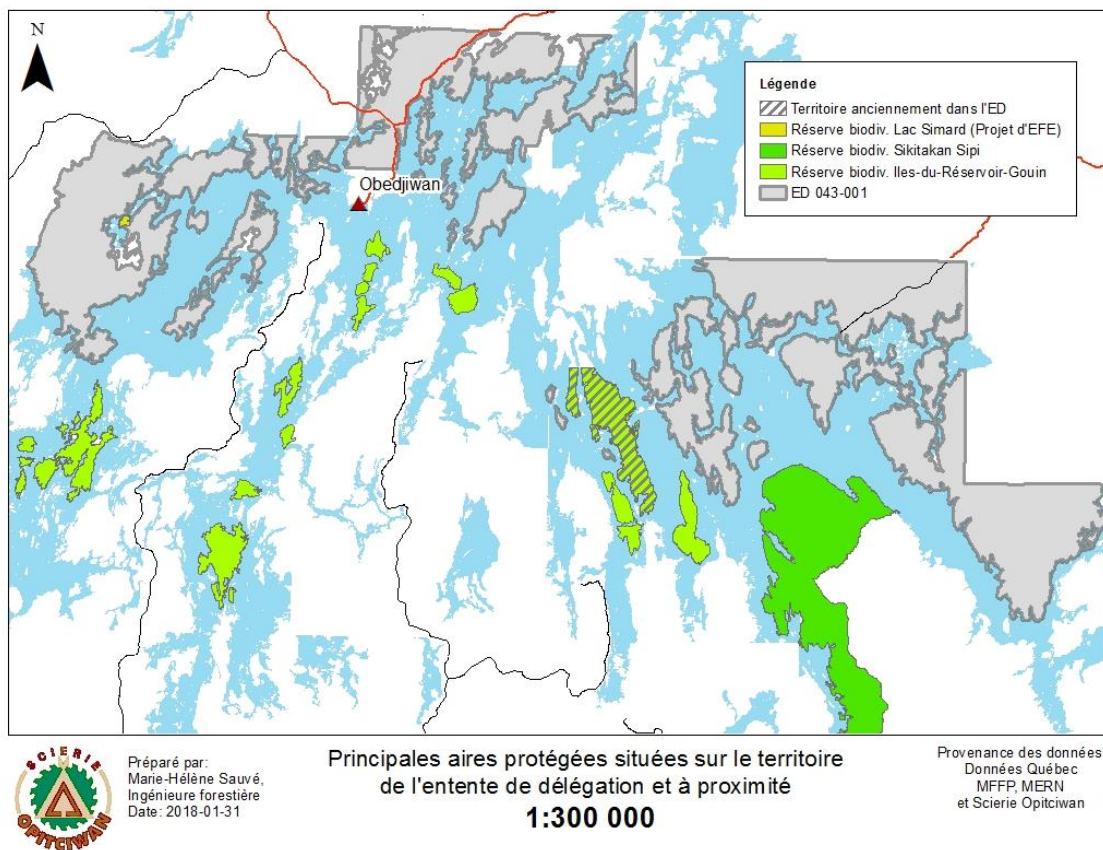 N
Légende
Territoire anciennement dans l'ED
Réserve biodiv. Lac Simard (Projet d'EFE)
Réserve biodiv. Sikitakan Sipi
Réserve biodiv. Iles-du-Réservoir-Gouin
ED 043-001
Obedjiwan
SCIERIE
OPITCIWAN
Préparé par:
Marie-Hélène Sauvé,
Ingénieure forestière
Date: 2018-01-31
Principales aires protégées situées sur le territoire
de l'entente de délégation et à proximité
1:300 000
Provenance des données
Données Québec
MFFP, MERN
et Scierie Opitciwan